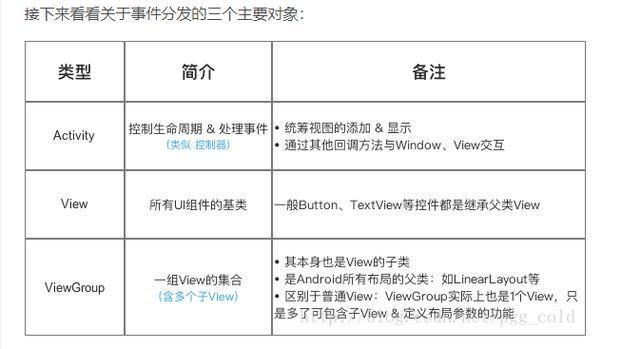 接下来看看关于事件分发的三个主要对象：
类型 简介 备注
Activity
控制生命周期 & 处理事件
（类似 控制器）
• 统筹视图的添加 & 显示
• 通过其他回调方法与Window、View交互
View
所有UI组件的基类
一般Button、TextView等控件都是继承父类View
ViewGroup
一组View的集合
（含多个子View）
• 其本身也是View的子类
• 是Android所有布局的父类：如LinearLayout等
• 区别于普通View：ViewGroup实际上也是1个View，只
是多了可包含子View & 定义布局参数的功能
http://blog.csdn.net/pgg_cold